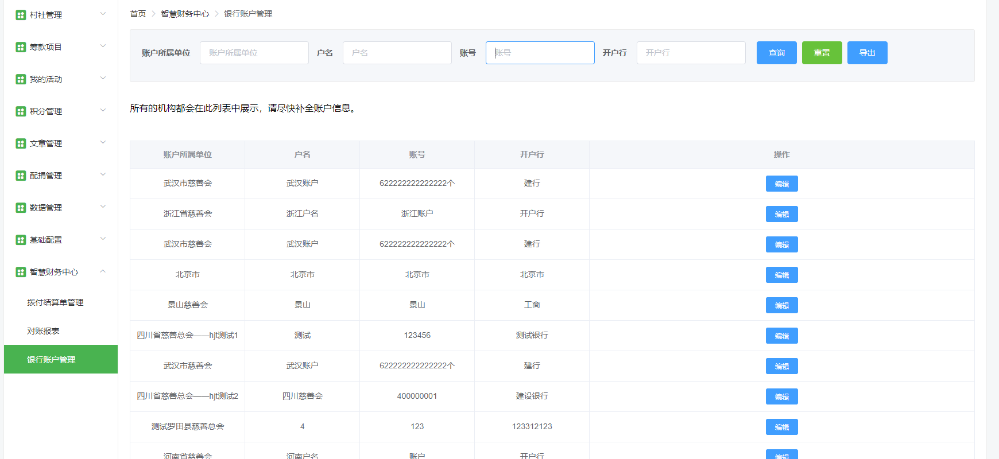 村社管理
筹款项目
我的活动
积分管理
文章管理
配捐管理
数据管理
基础配置
智慧财务中心
拨付结算单管理
对账报表
银行账户管理
首页 > 智慧财务中心 > 银行账户管理
账户所属单位 账户所属单位 户名 户名 账号 账号 开户行 开户行 查询 重置 导出
所有的机构都会在此列表中展示，请尽快补全账户信息。
账户所属单位 户名 账号 开户行 操作
武汉市慈善会 武汉账户 622222222222222个 建行 编辑
浙江省慈善会 浙江户名 浙江账户 开户行 编辑
武汉市慈善会 武汉账户 622222222222222个 建行 编辑
北京市 北京市 北京市 北京市 编辑
景山慈善会 景山 景山 工商 编辑
四川省慈善总会——hjt测试1 测试 123456 测试银行 编辑
武汉市慈善会 武汉账户 622222222222222个 建行 编辑
四川省慈善总会——hjt测试2 四川慈善会 400000001 建设银行 编辑
测试罗田县慈善总会 4 123 123312123 编辑
河南省慈善会 河南户名 账户 开户行 编辑